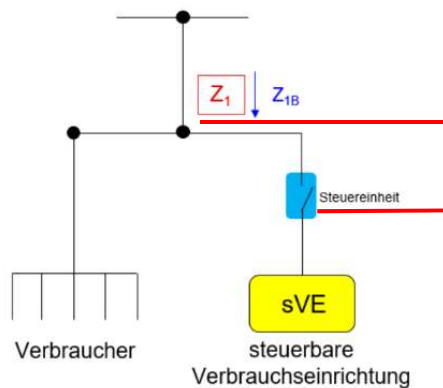 Z1 Z1B
Steuereinheit
sVE
Verbraucher
steuerbare
Verbrauchseinrichtung